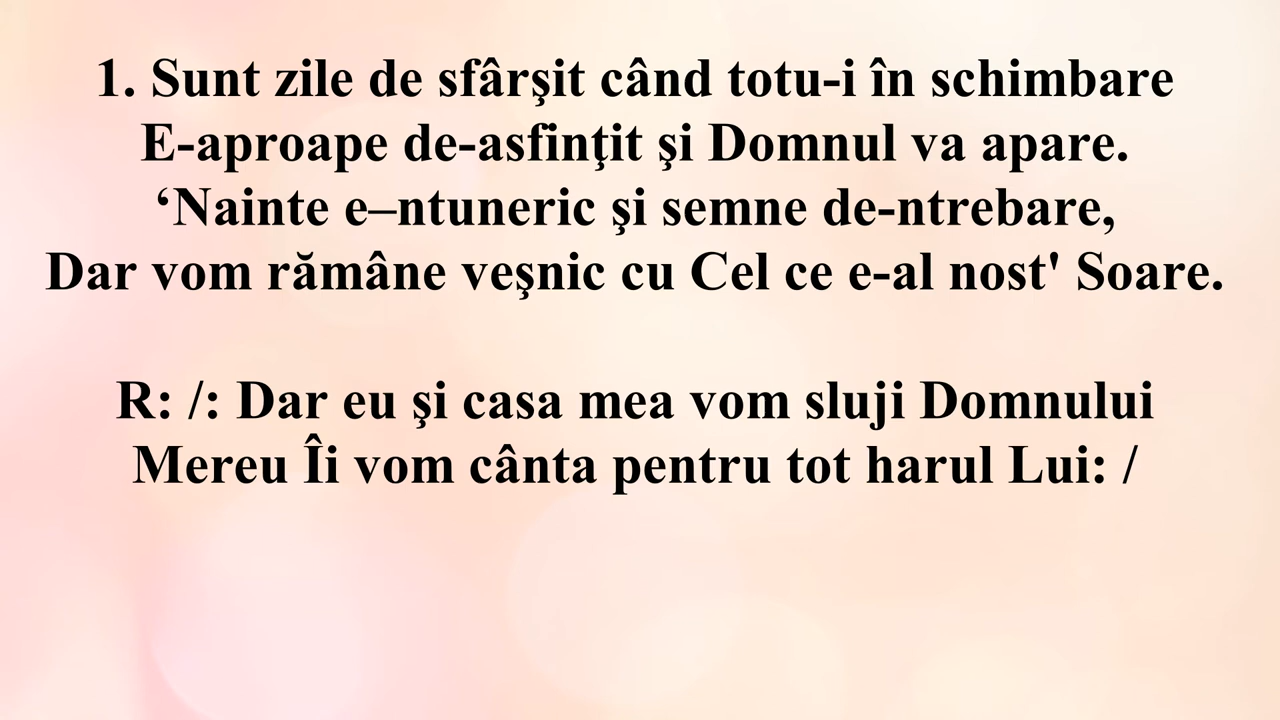 1. Sunt zile de sfârşit când totu-i în schimbare
E-aproape de-asfinţit şi Domnul va apare.
‘Nainte e–ntuneric şi semne de-ntrebare,
Dar vom rămâne veşnic cu Cel ce e-al nost' Soare.
R: /: Dar eu şi casa mea vom sluji Domnului
Mereu Îi vom cânta pentru tot harul Lui: /